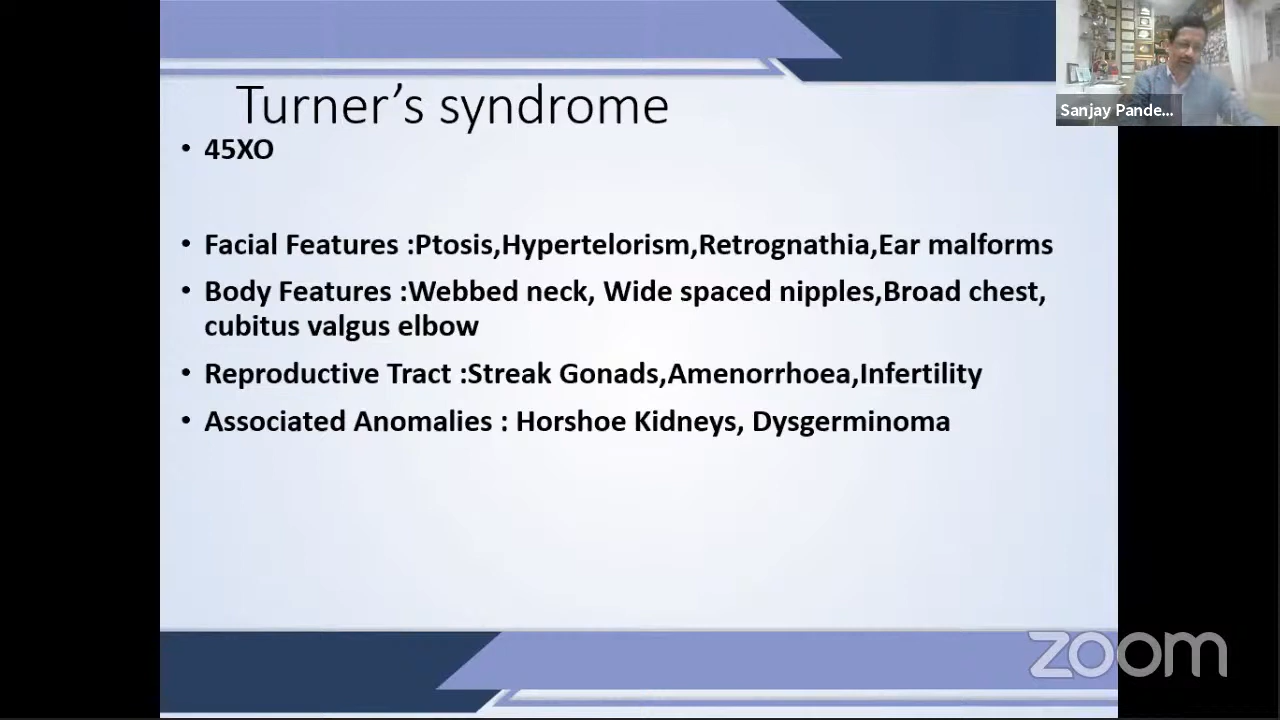 Turner's syndrome
• 45XO
• Facial Features :Ptosis,Hypertelorism,Retrognathia,Ear malforms
• Body Features :Webbed neck, Wide spaced nipples,Broad chest,
cubitus valgus elbow
• Reproductive Tract :Streak Gonads,Amenorrhoea,Infertility
• Associated Anomalies : Horshoe Kidneys, Dysgerminoma
Sanjay Pande...
zoom